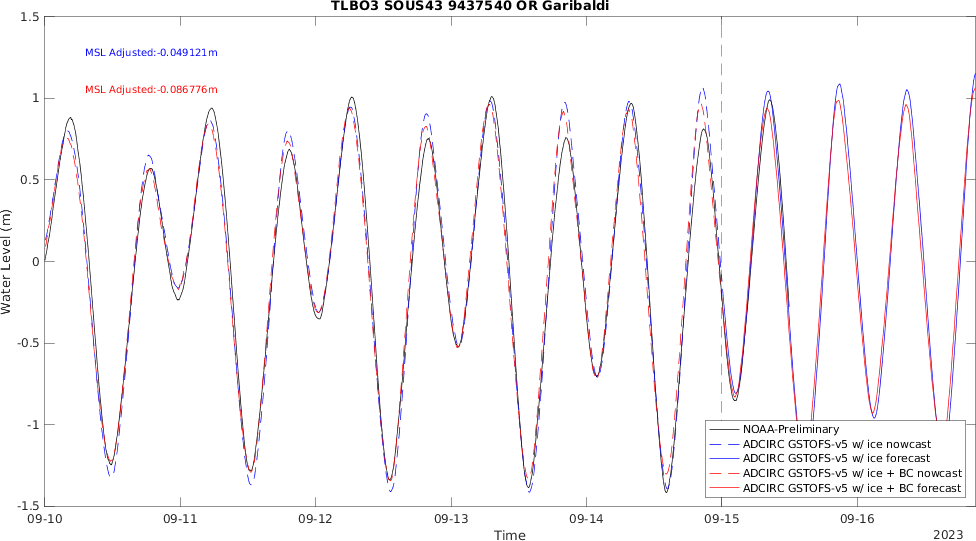 TLBO3 SOUS43 9437540 OR Garibaldi
1.5
MSL Adjusted:-0.049121m
MSL Adjusted:-0.086776m
1
0.5
0
-0.5
-1
-1.5
Water Level (m)
NOAA-Preliminary
ADCIRC GSTOFS-v5 w/ ice nowcast
ADCIRC GSTOFS-v5 w/ ice forecast
ADCIRC GSTOFS-v5 w/ ice + BC nowcast
ADCIRC GSTOFS-v5 w/ ice + BC forecast
09-10 09-11 09-12 09-13 09-14 09-15 09-16
Time
2023